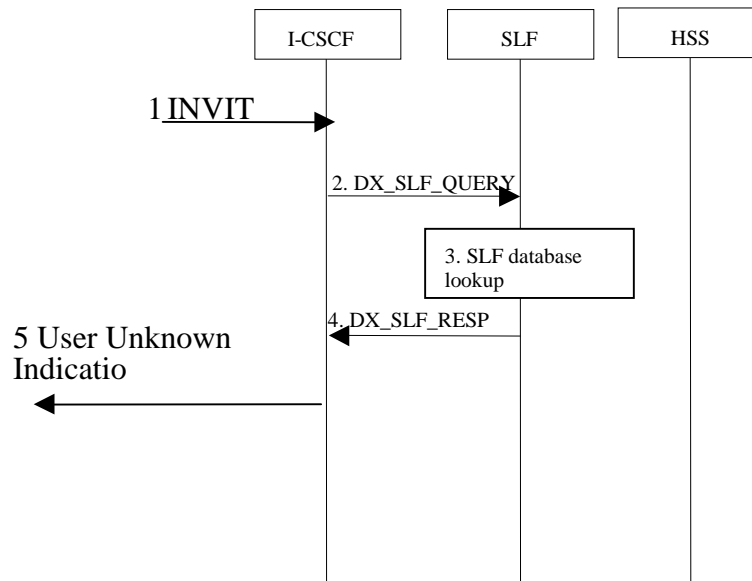 I-CSCF
SLF
HSS
1 INVIT
2. DX_SLF_QUERY
3. SLF database
lookup
4. DX_SLF_RESP
5 User Unknown
Indicatio